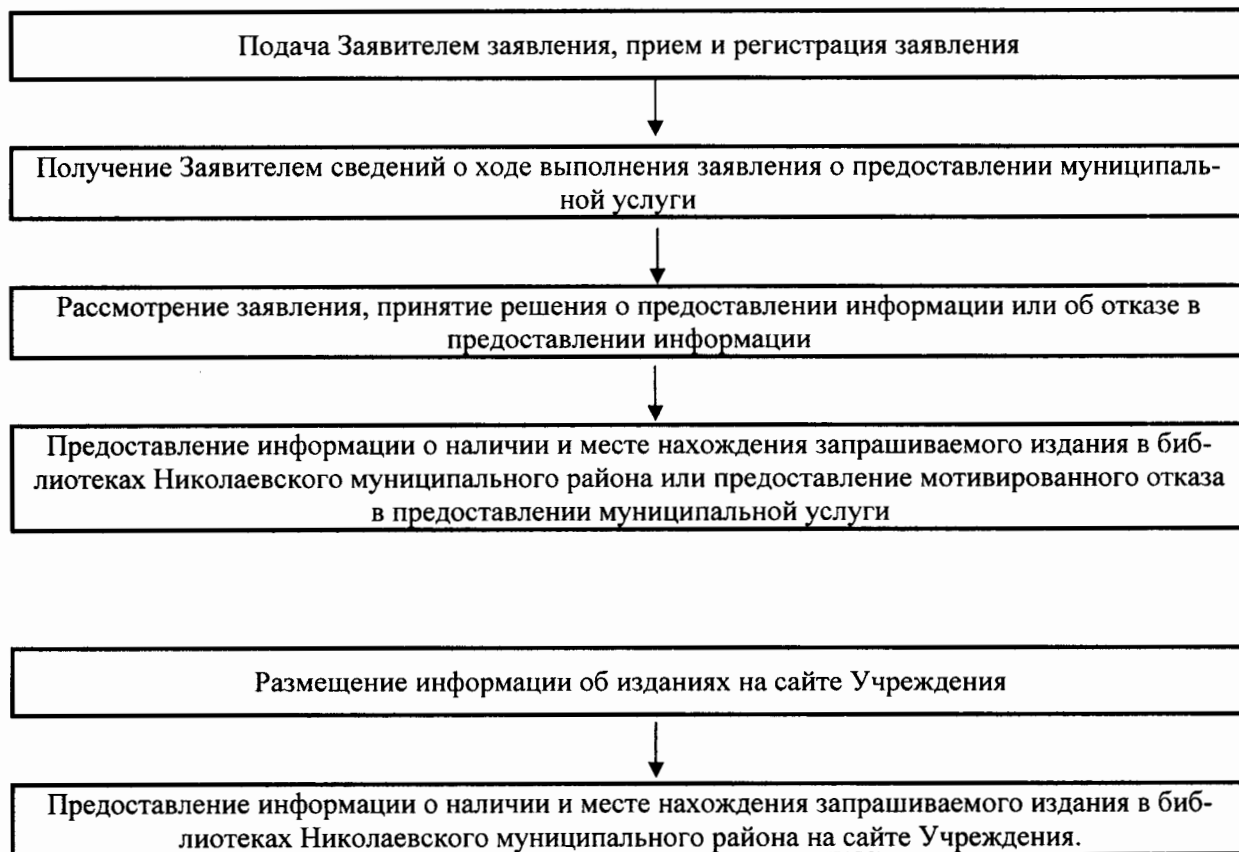 Подача Заявителем заявления, прием и регистрация заявления
Получение Заявителем сведений о ходе выполнения заявления о предоставлении муниципаль-
ной услуги
Рассмотрение заявления, принятие решения о предоставлении информации или об отказе в
предоставлении информации
Предоставление информации о наличии и месте нахождения запрашиваемого издания в биб-
лиотеках Николаевского муниципального района или предоставление мотивированного отказа
в предоставлении муниципальной услуги
Размещение информации об изданиях на сайте Учреждения
Предоставление информации о наличии и месте нахождения запрашиваемого издания в биб-
лиотеках Николаевского муниципального района на сайте Учреждения.